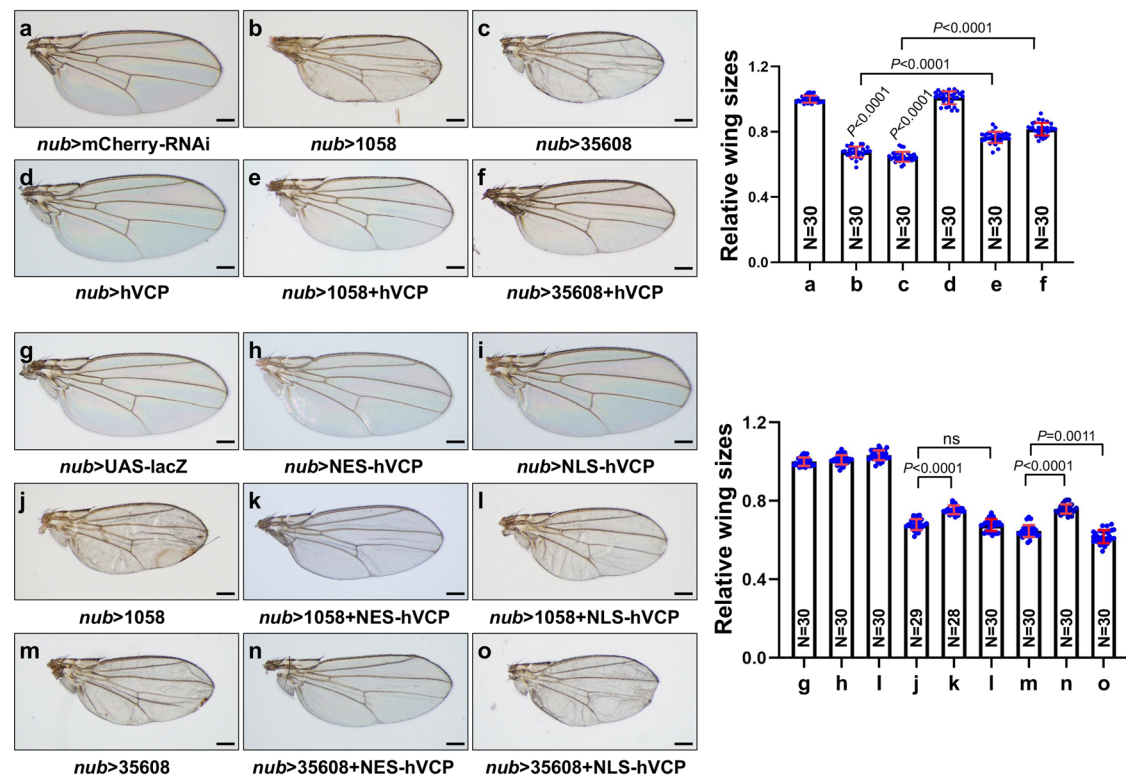 a
b
c
nub>mCherry-RNAi
nub>1058
nub>35608
d
e
f
nub>hVCP
nub>1058+hVCP
nub>35608+hVCP
Relative wing sizes
1.2
0.8
0.4
0.0
P<0.0001
P<0.0001
P<0.0001
P<0.0001
N=30
N=30
N=30
N=30
N=30
N=30
a b c d e f
g
h
i
nub>UAS-lacZ
nub>NES-hVCP
nub>NLS-hVCP
j
k
l
nub>1058
nub>1058+NES-hVCP
nub>1058+NLS-hVCP
m
n
o
nub>35608
nub>35608+NES-hVCP
nub>35608+NLS-hVCP
Relative wing sizes
1.2
0.8
0.4
0.0
ns
P<0.0001
P=0.0011
P<0.0001
N=30
N=30
N=30
N=29
N=28
N=30
N=30
N=30
N=30
g h I j k l m n o